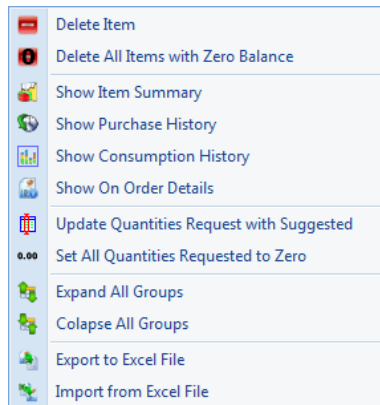 Delete Item
Delete All Items with Zero Balance
Show Item Summary
Show Purchase History
Show Consumption History
Show On Order Details
Update Quantities Request with Suggested
0.00 Set All Quantities Requested to Zero
Expand All Groups
Colapse All Groups
Export to Excel File
Import from Excel File